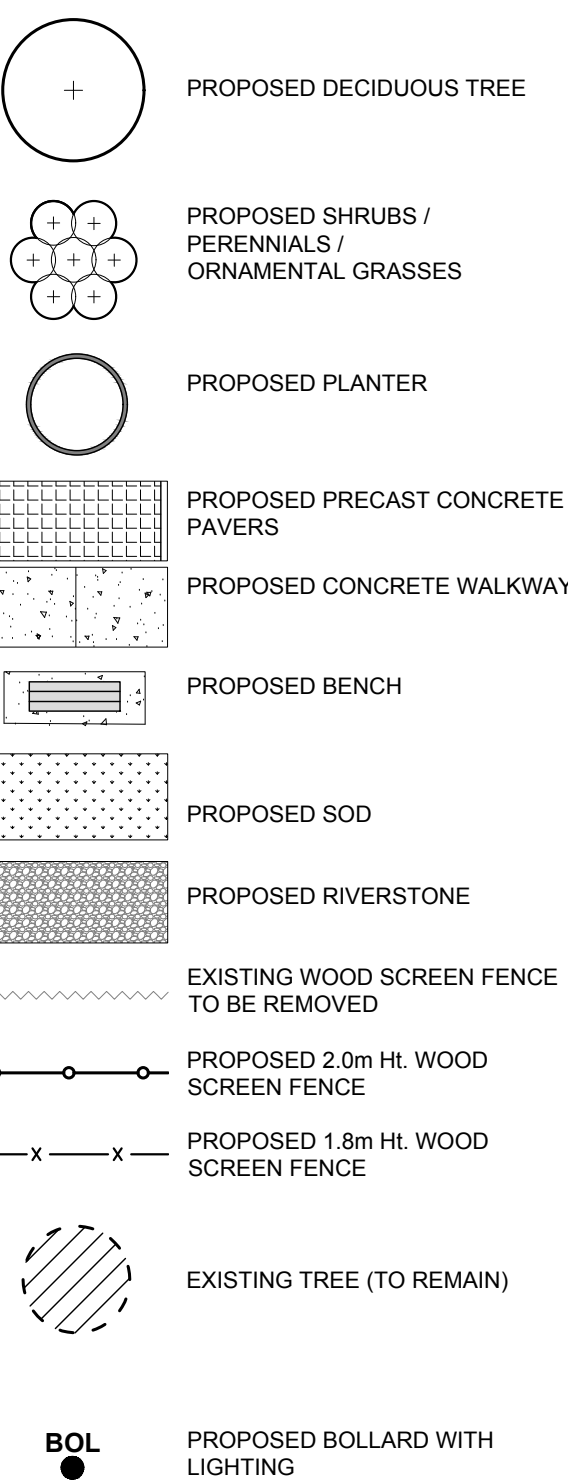 PROPOSED DECIDUOUS TREE
PROPOSED SHRUBS /
PERENNIALS /
ORNAMENTAL GRASSES
PROPOSED PLANTER
PROPOSED PRECAST CONCRETE
PAVERS
PROPOSED CONCRETE WALKWAY
PROPOSED BENCH
PROPOSED SOD
PROPOSED RIVERSTONE
EXISTING WOOD SCREEN FENCE
TO BE REMOVED
PROPOSED 2.0m Ht. WOOD
SCREEN FENCE
x x
PROPOSED 1.8m Ht. WOOD
SCREEN FENCE
EXISTING TREE (TO REMAIN)
BOL
PROPOSED BOLLARD WITH
LIGHTING